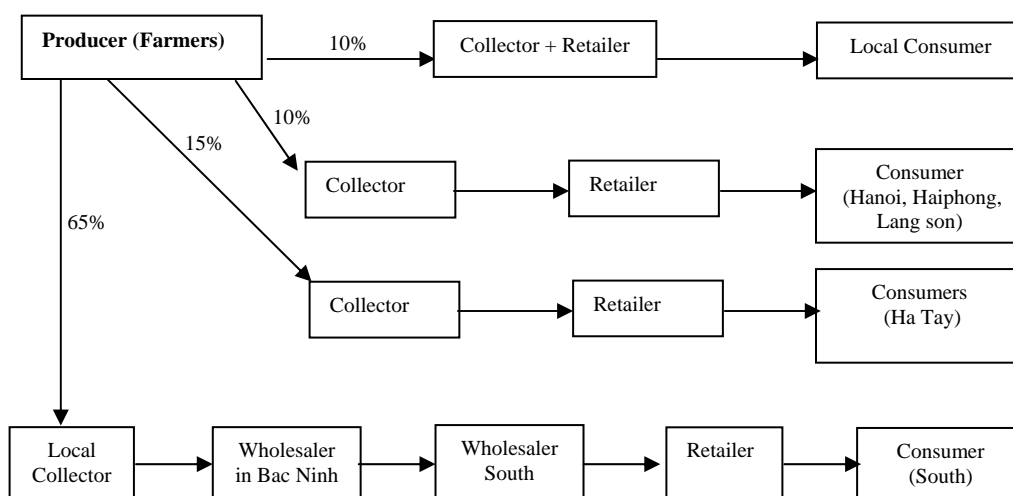 Producer (Farmers)
10%
Collector + Retailer
Local Consumer
10%
15%
65%
Collector
Retailer
Consumer
(Hanoi, Haiphong,
Lang son)
Collector
Retailer
Consumers
(Ha Tay)
Local
Collector
Wholesaler
in Bac Ninh
Wholesaler
South
Retailer
Consumer
(South)